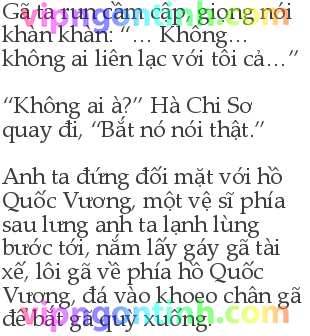 Gã ta run cầm cập, giọng nói
khàn khàn: “… Không…
không ai liên lạc với tôi cả…”
“Không ai à?” Hà Chi Sơ
quay đi, “Bắt nó nói thật.”
Anh ta đứng đối mặt với hồ
Quốc Vương, một vệ sĩ phía
sau lưng anh ta lạnh lùng
bước tới, nắm lấy gáy gã tài
xế, lôi gã về phía hồ Quốc
Vương, đá vào khoeo chân gã
để bắt gã quỳ xuống.
vipngontinh.com
vipngontinh.com